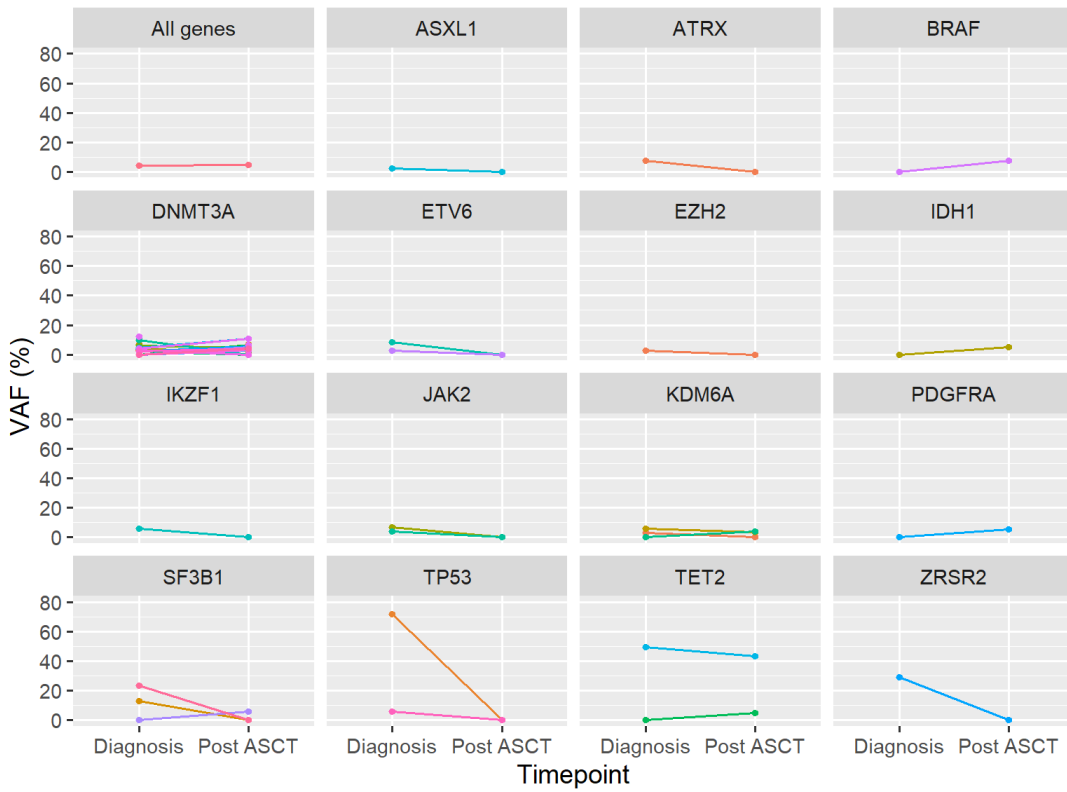 All genes ASXL1 ATRX BRAF
80
60
40
20
0
DNMT3A ETV6 EZH2 IDH1
80
60
40
20
0
IKZF1 JAK2 KDM6A PDGFRA
80
60
40
20
0
SF3B1 TP53 TET2 ZRSR2
80
60
40
20
0
VAF (%)
Diagnosis Post ASCT Diagnosis Post ASCT Diagnosis Post ASCT Diagnosis Post ASCT
Timepoint